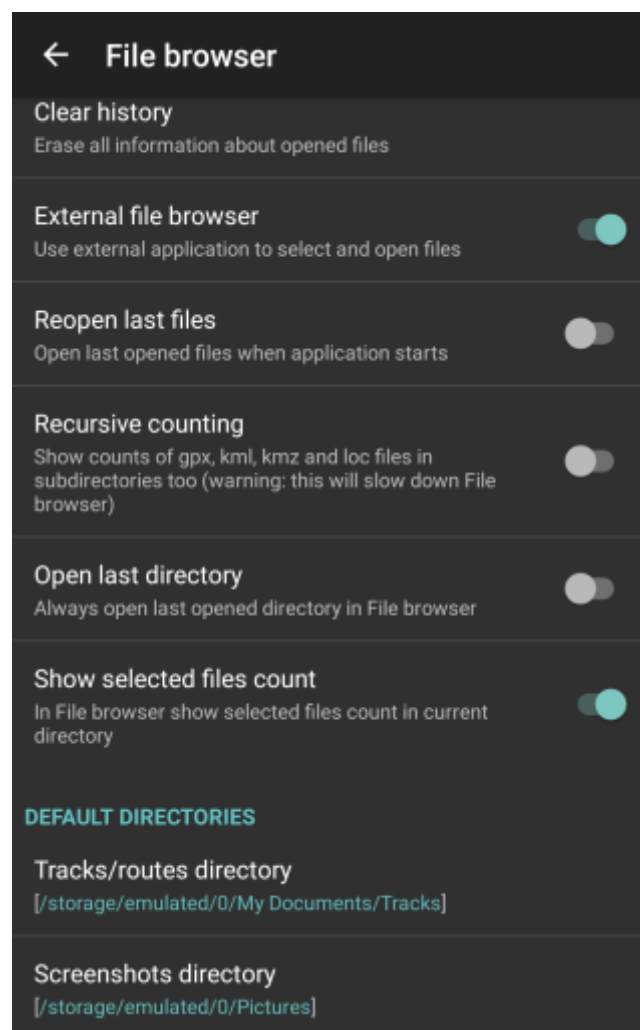 File browser
Clear history
Erase all information about opened files
External file browser
Use external application to select and open files
Reopen last files
Open last opened files when application starts
Recursive counting
Show counts of gpx, kml, kmz and loc files in
subdirectories too (warning: this will slow down File
browser)
Open last directory
Always open last opened directory in File browser
Show selected files count
In File browser show selected files count in current
directory
DEFAULT DIRECTORIES
Tracks/routes directory
[/storage/emulated/0/My Documents/Tracks]
Screenshots directory
[/storage/emulated/0/Pictures]